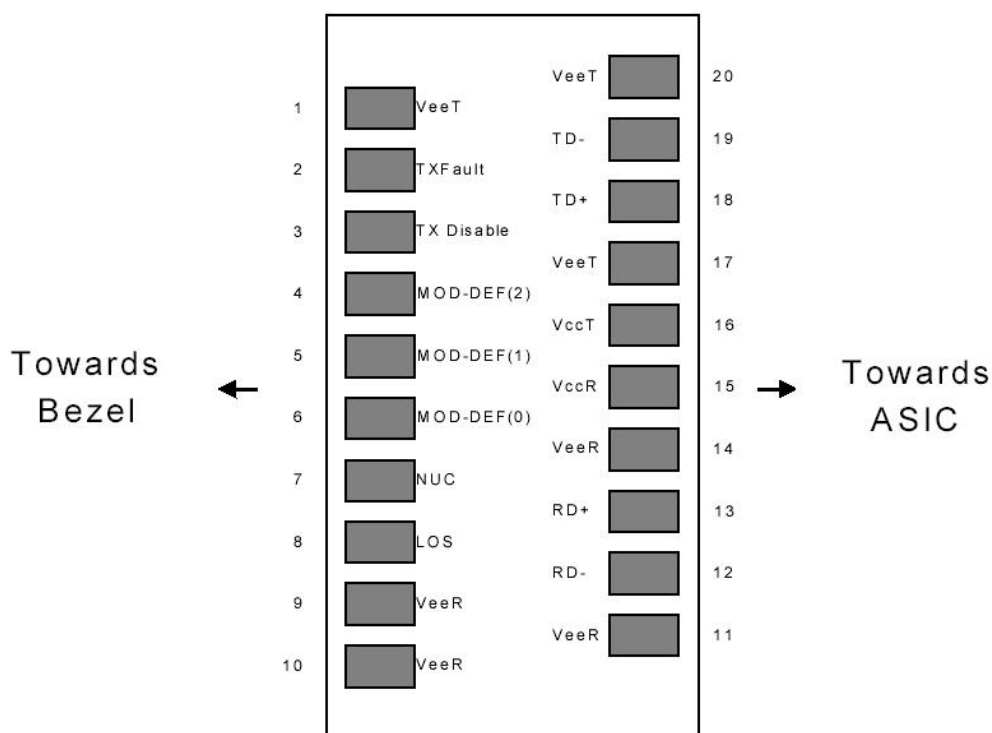 VeeT 20
1 VeeT
TD- 19
2 TXFault
TD+ 18
3 TX Disable
VeeT 17
4 MOD-DEF(2)
VccT 16
5 MOD-DEF(1)
Towards
Bezel
VccR 15
Towards
ASIC
6 MOD-DEF(0)
VeeR 14
7 NUC
RD+ 13
8 LOS
RD- 12
9 VeeR
VeeR 11
10 VeeR